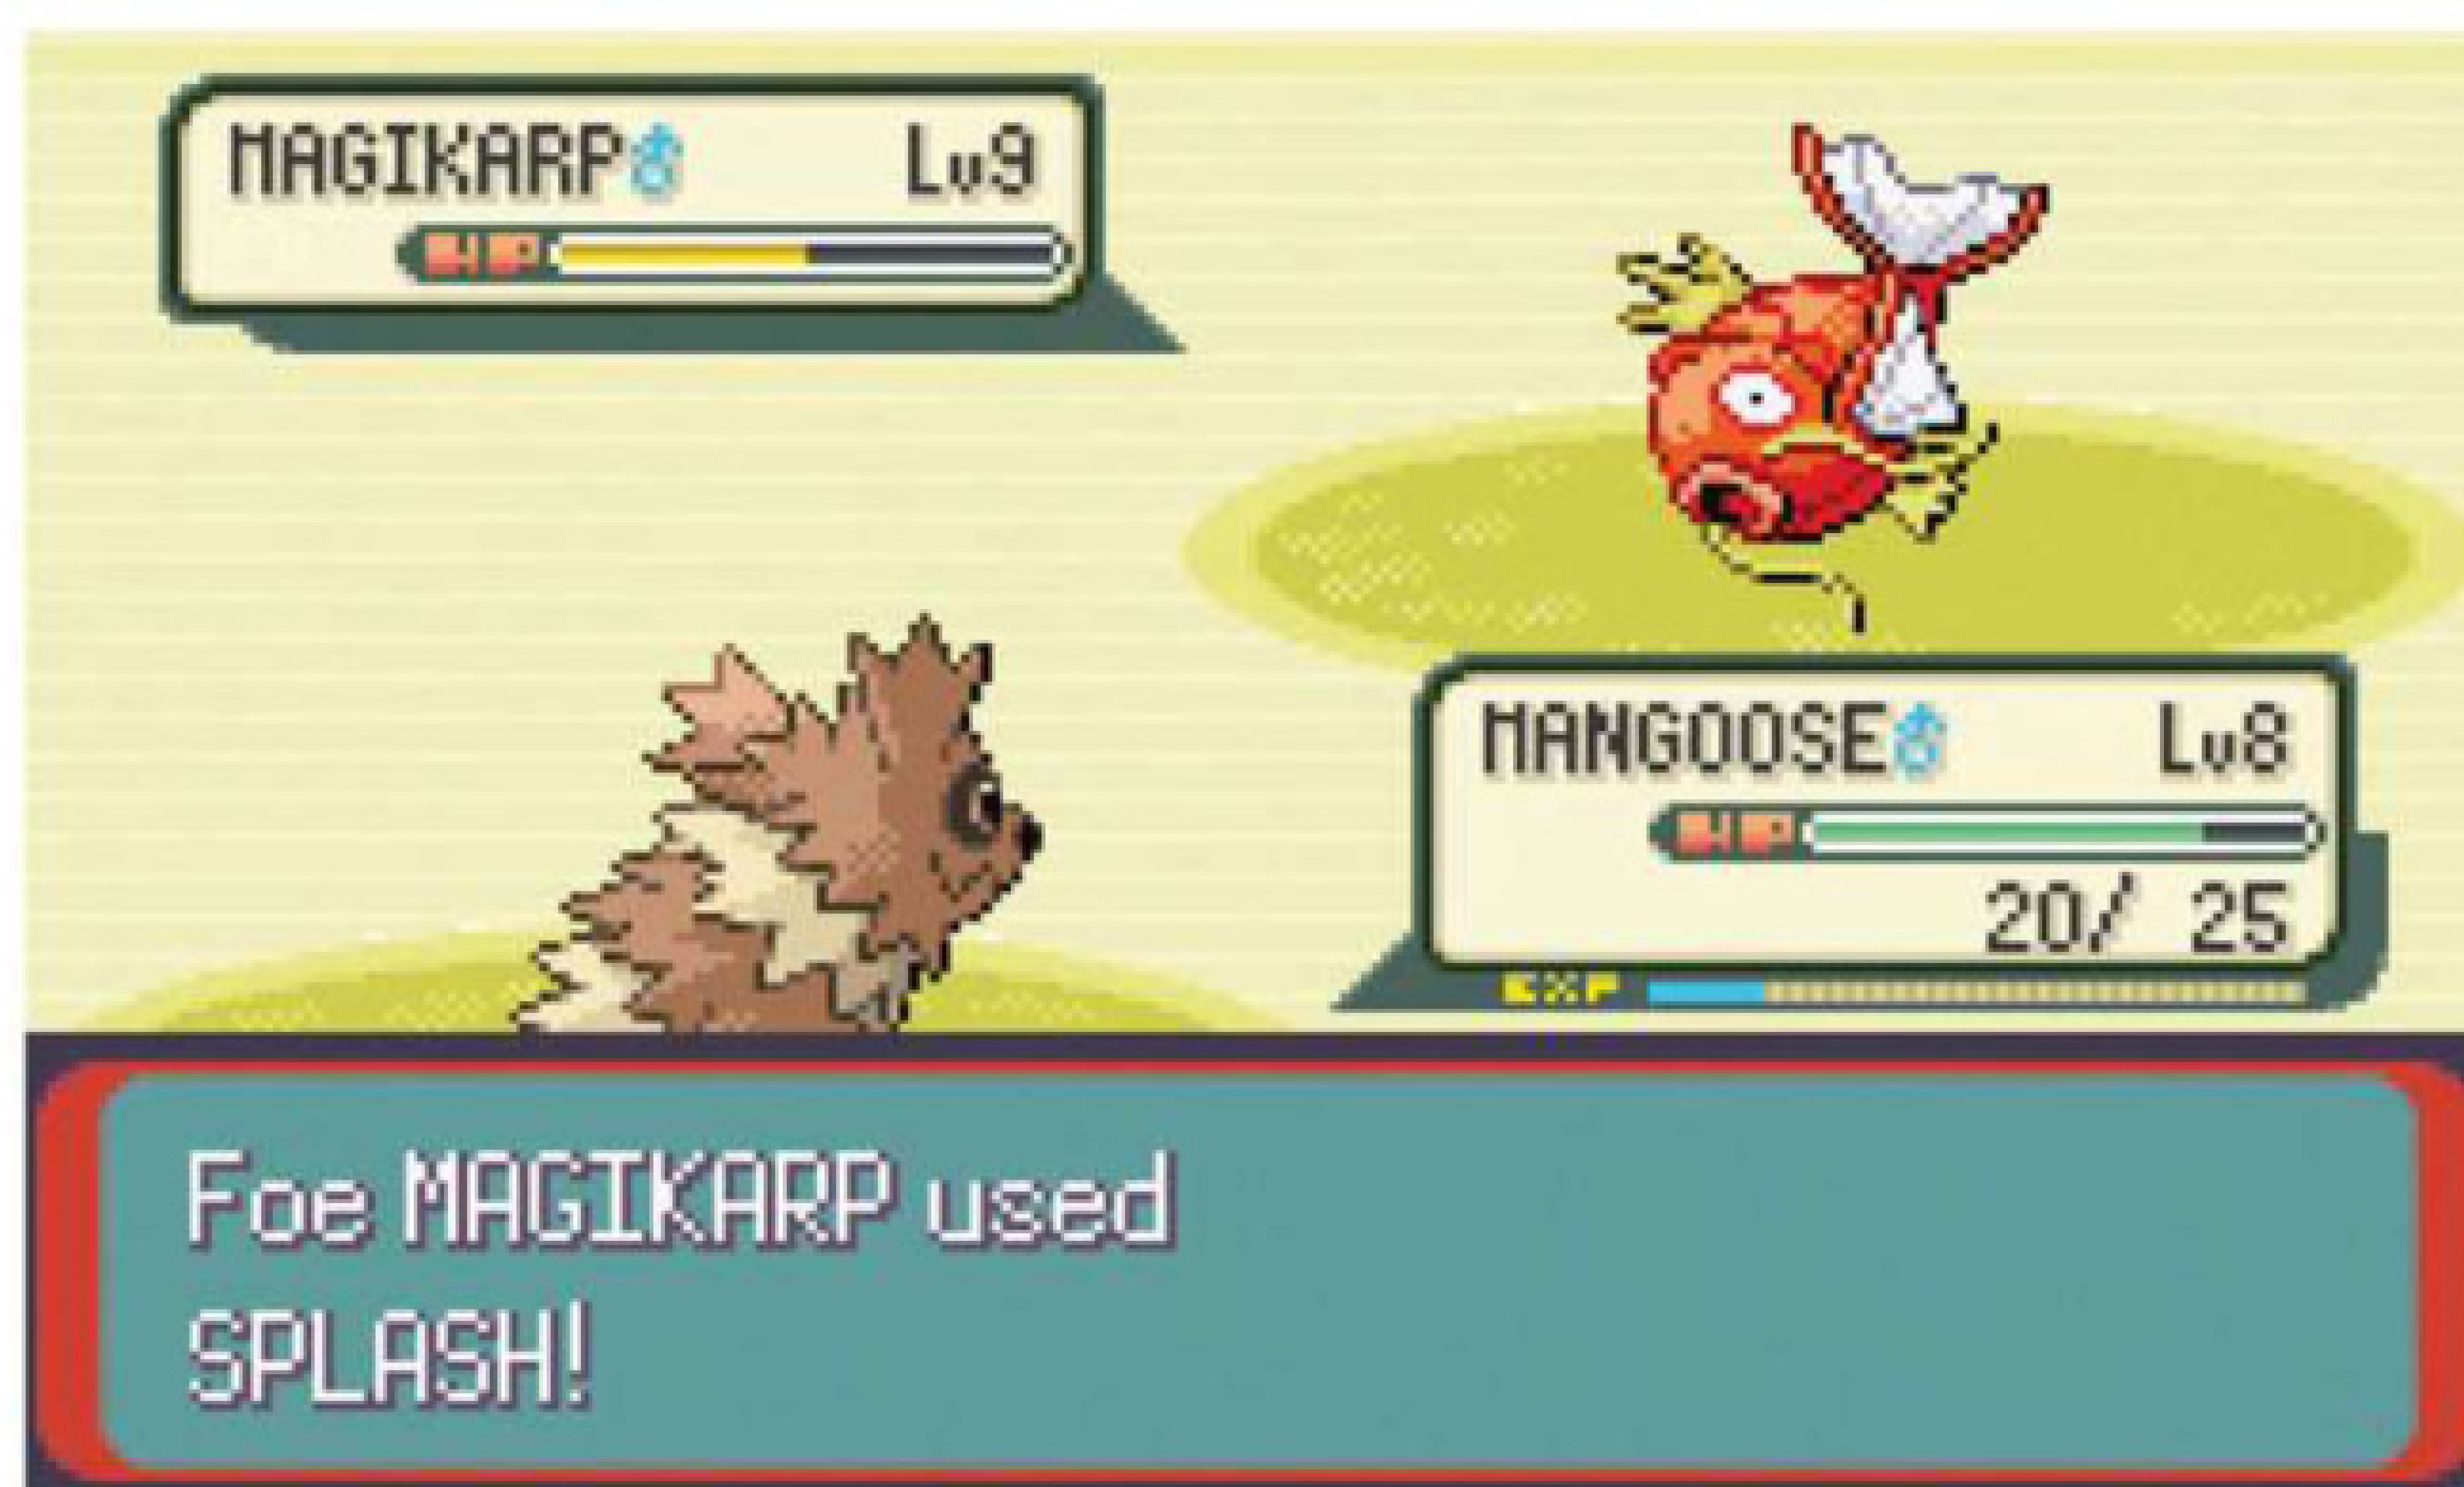 MAGIKARP♂ Lv9
HP
MANGOOSE♂ Lv8
HP
20/ 25
EXP
Foe MAGIKARP used
SPLASH!